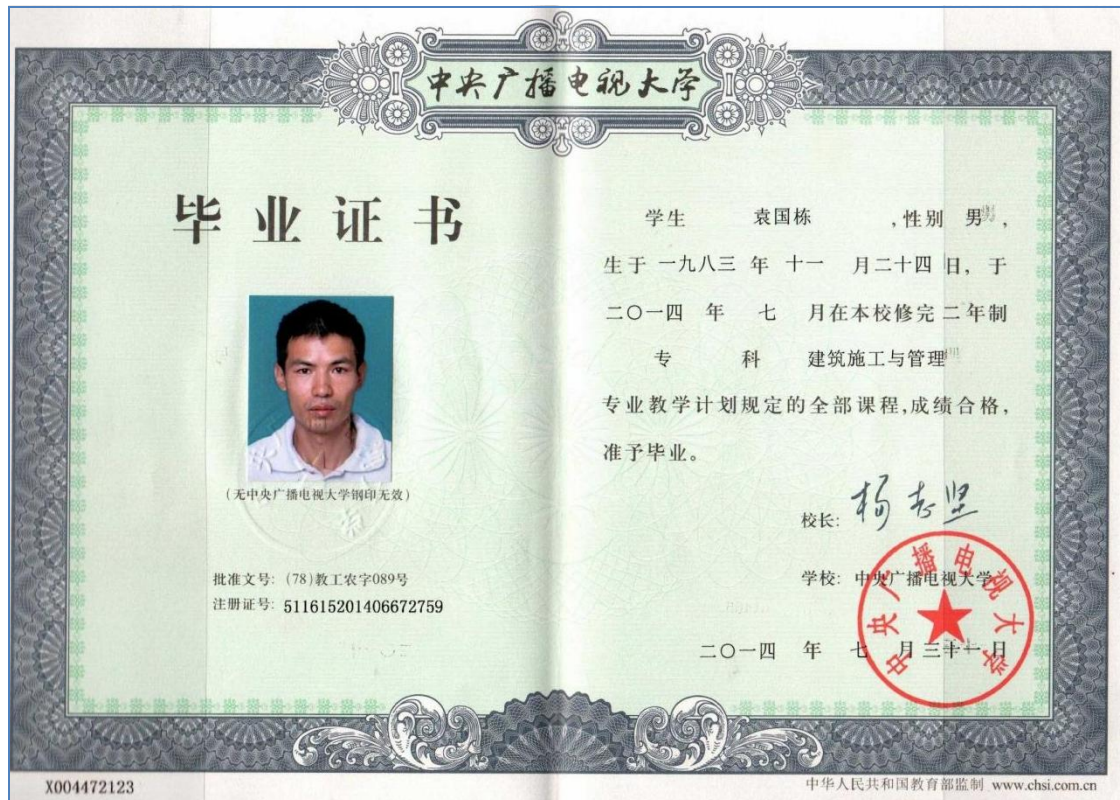 中央广播电视大学
毕业证书
(无中央广播电视大学钢印无效)
批准文号: (78)教工农字089号
注册证号: 511615201406672759
学生 袁国栋 ,性别 男,
生于 一九八三 年 十一 月二十四 日, 于
二〇一四 年 七 月在本校修完 二年制
专 科 建筑施工与管理
专业教学计划规定的全部课程,成绩合格,
准予毕业。
校长: 杨志坚
学校: 中央广播电视大学
中央广播电视大学
二〇一四 年 七 月三十一日
X004472123
中华人民共和国教育部监制 www.chsi.com.cn